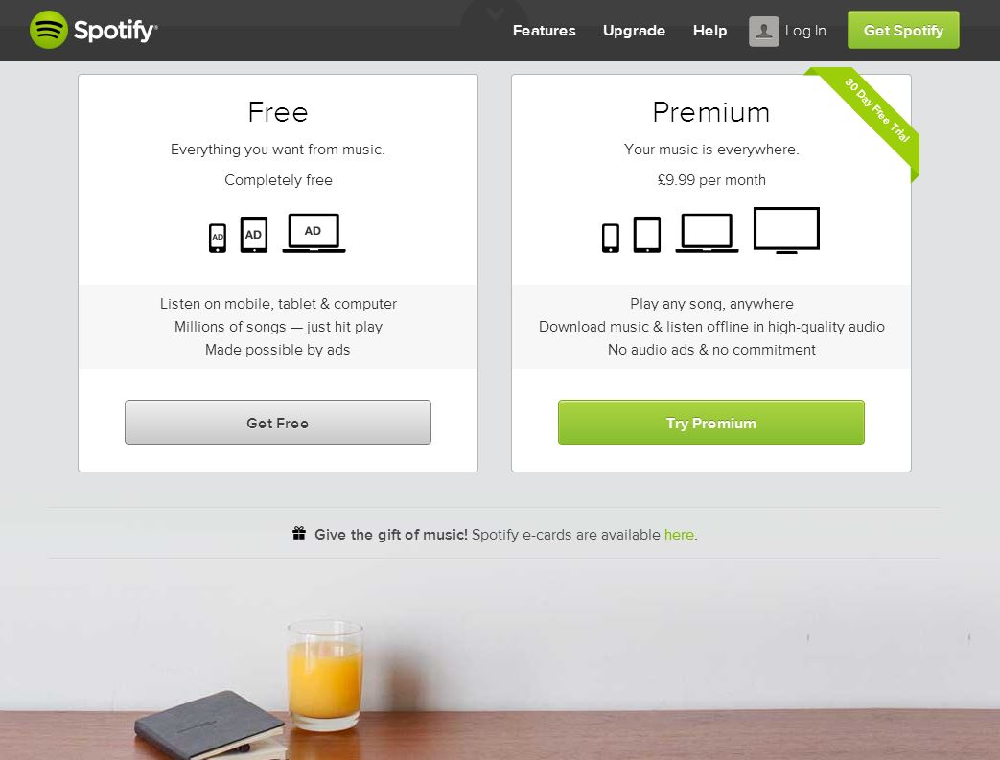 Spotify®
Features
Upgrade
Help
Log In
Get Spotify
Free
Everything you want from music.
Completely free
AD
AD
AD
Listen on mobile, tablet & computer
Millions of songs — just hit play
Made possible by ads
Get Free
30 Day Free Trial
Premium
Your music is everywhere.
£9.99 per month
Play any song, anywhere
Download music & listen offline in high-quality audio
No audio ads & no commitment
Try Premium
Give the gift of music! Spotify e-cards are available here.